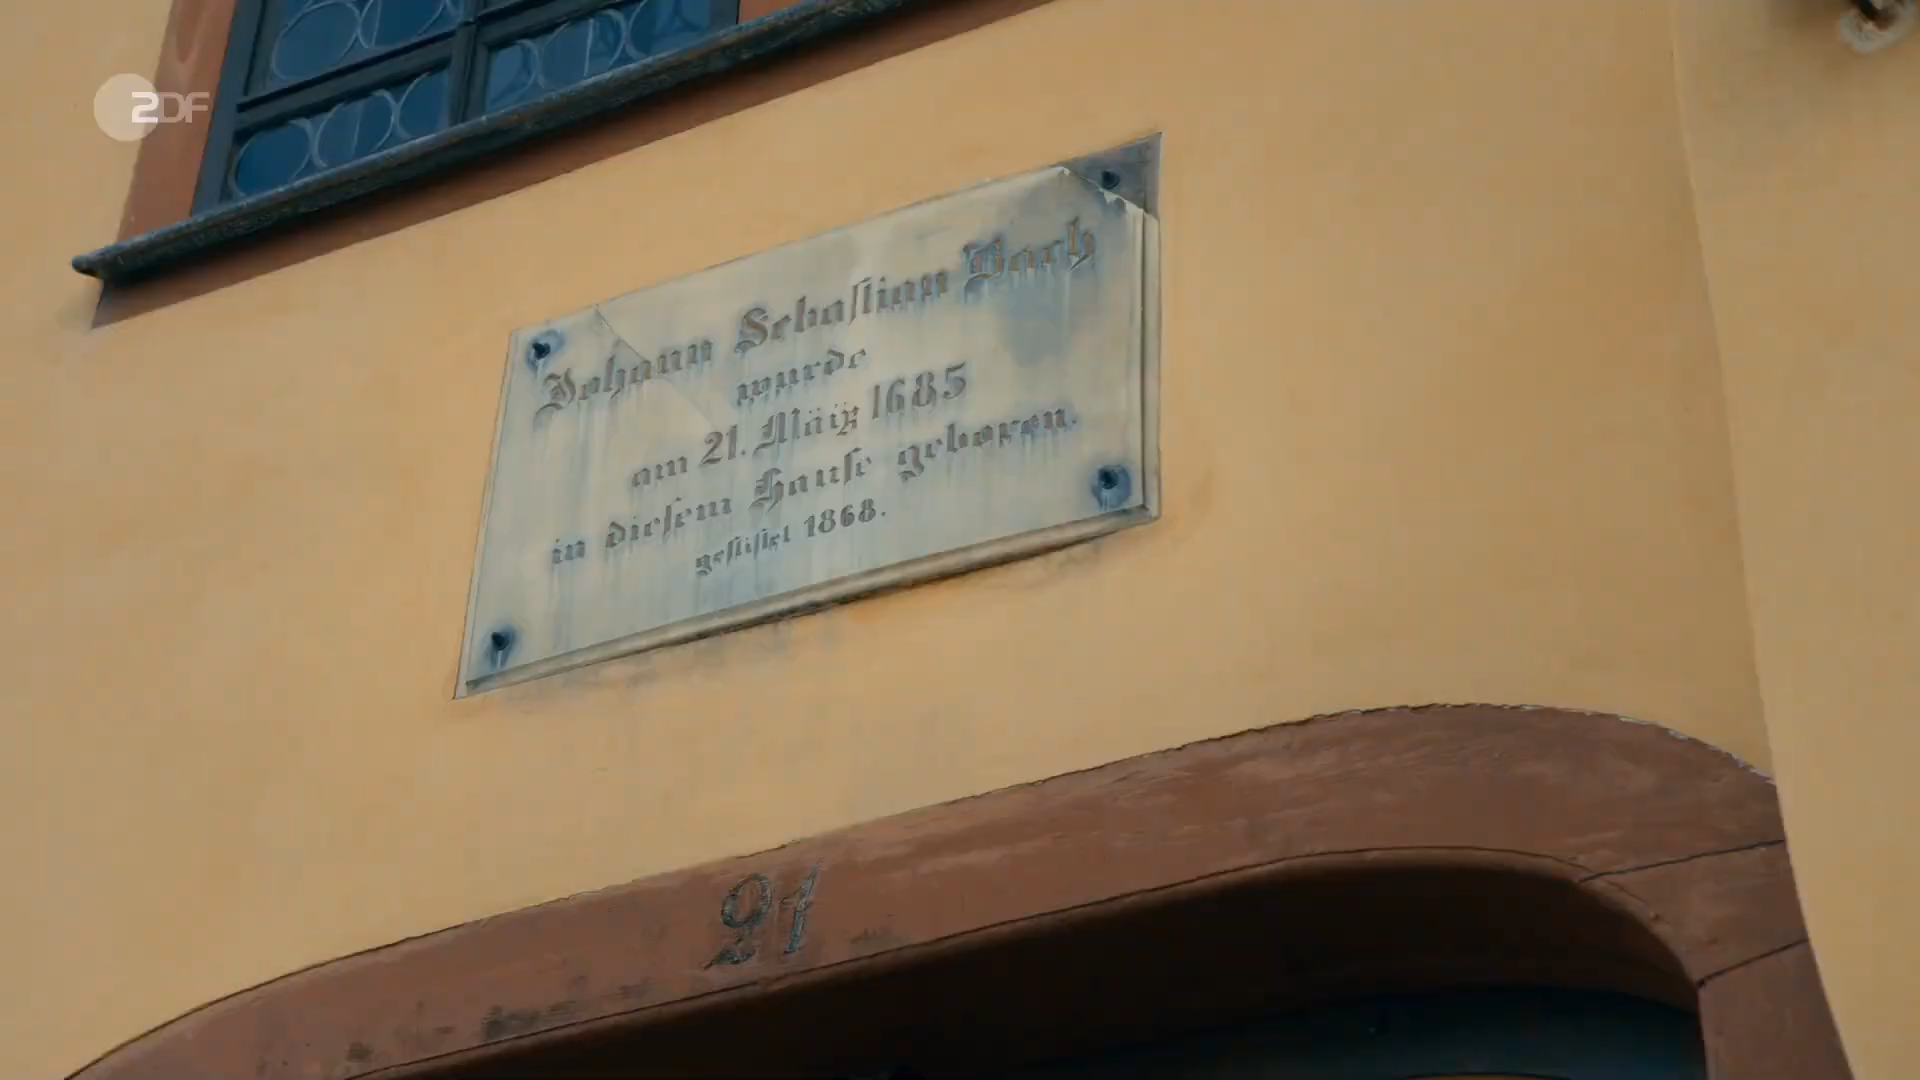 ZDF
Johann Sebastian Bach
wurde
am 21. März 1685
in diesem Hause geboren.
gestiftet 1868.
21